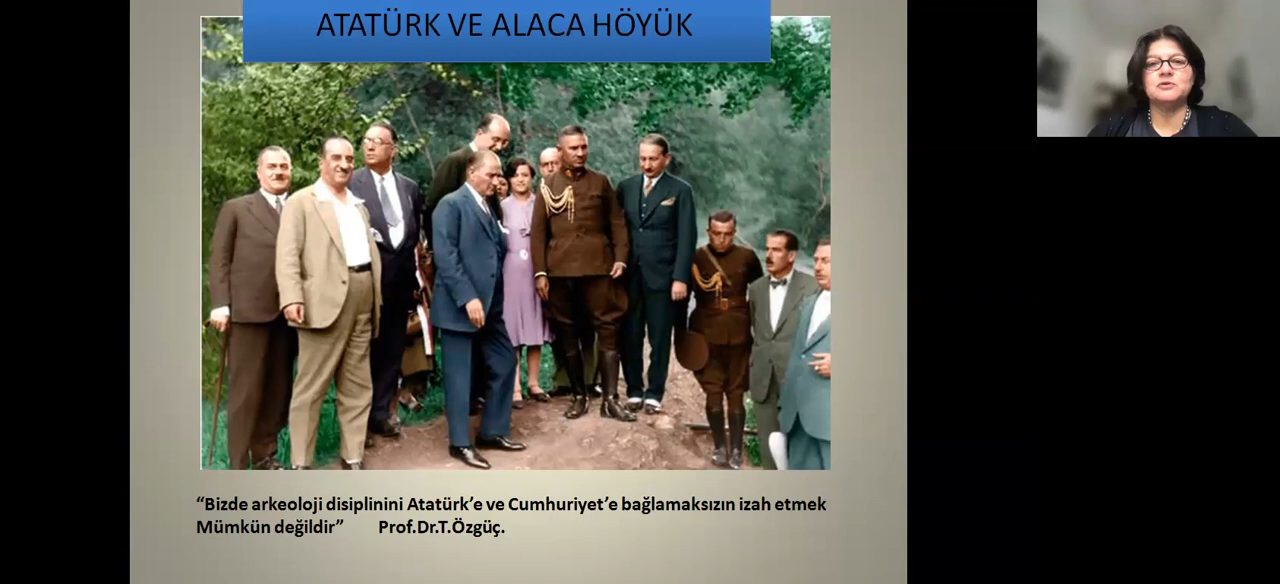 ATATÜRK VE ALACA HÖYÜK
“Bizde arkeoloji disiplinini Atatürk’e ve Cumhuriyet’e bağlamaksızın izah etmek
Mümkün değildir” Prof.Dr.T.Özgüç.